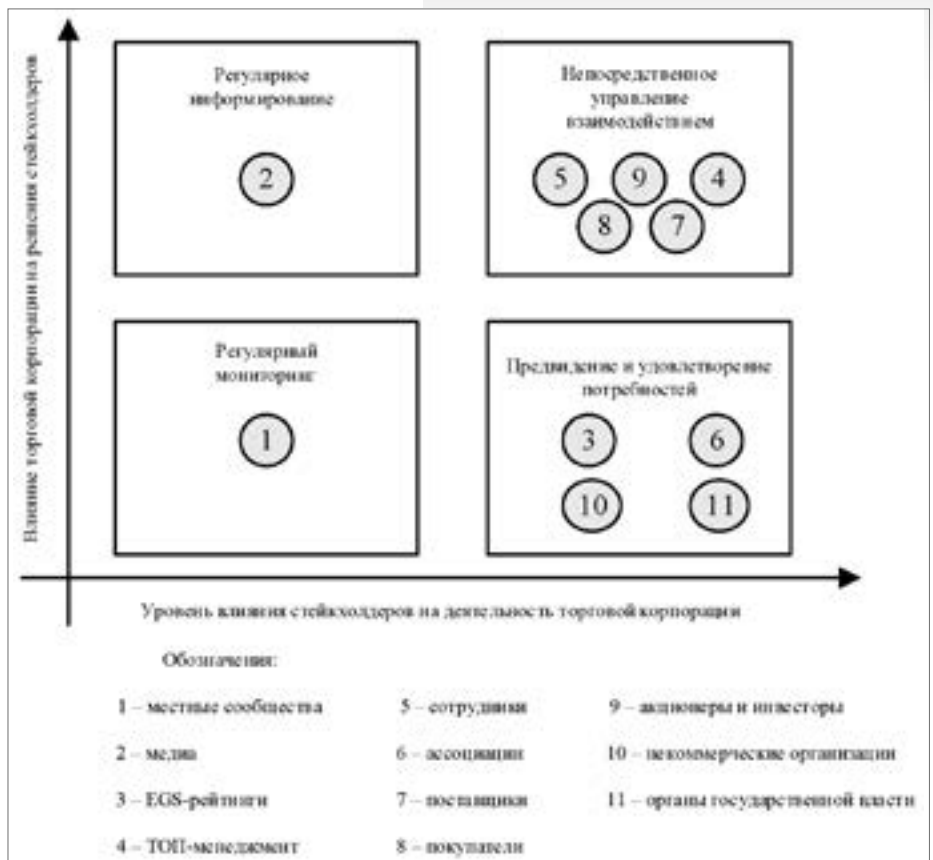 Влияние торговой корпорации на решения стейкхолдеров
Регулярное
информирование
2
Непосредственное
управление
взаимодействием
5 9 4
8 7
Регулярный
мониторинг
1
Предвидение и удовлетворение
потребностей
3 6
10 11
Уровень влияния стейкхолдеров на деятельность торговой корпорации
Обозначения:
1 – местные сообщества 5 – сотрудники 9 – акционеры и инвесторы
2 – медиа 6 – ассоциации 10 – некоммерческие организации
3 – EGS-рейтинги 7 – поставщики 11 – органы государственной власти
4 – ТОП-менеджмент 8 – покупатели